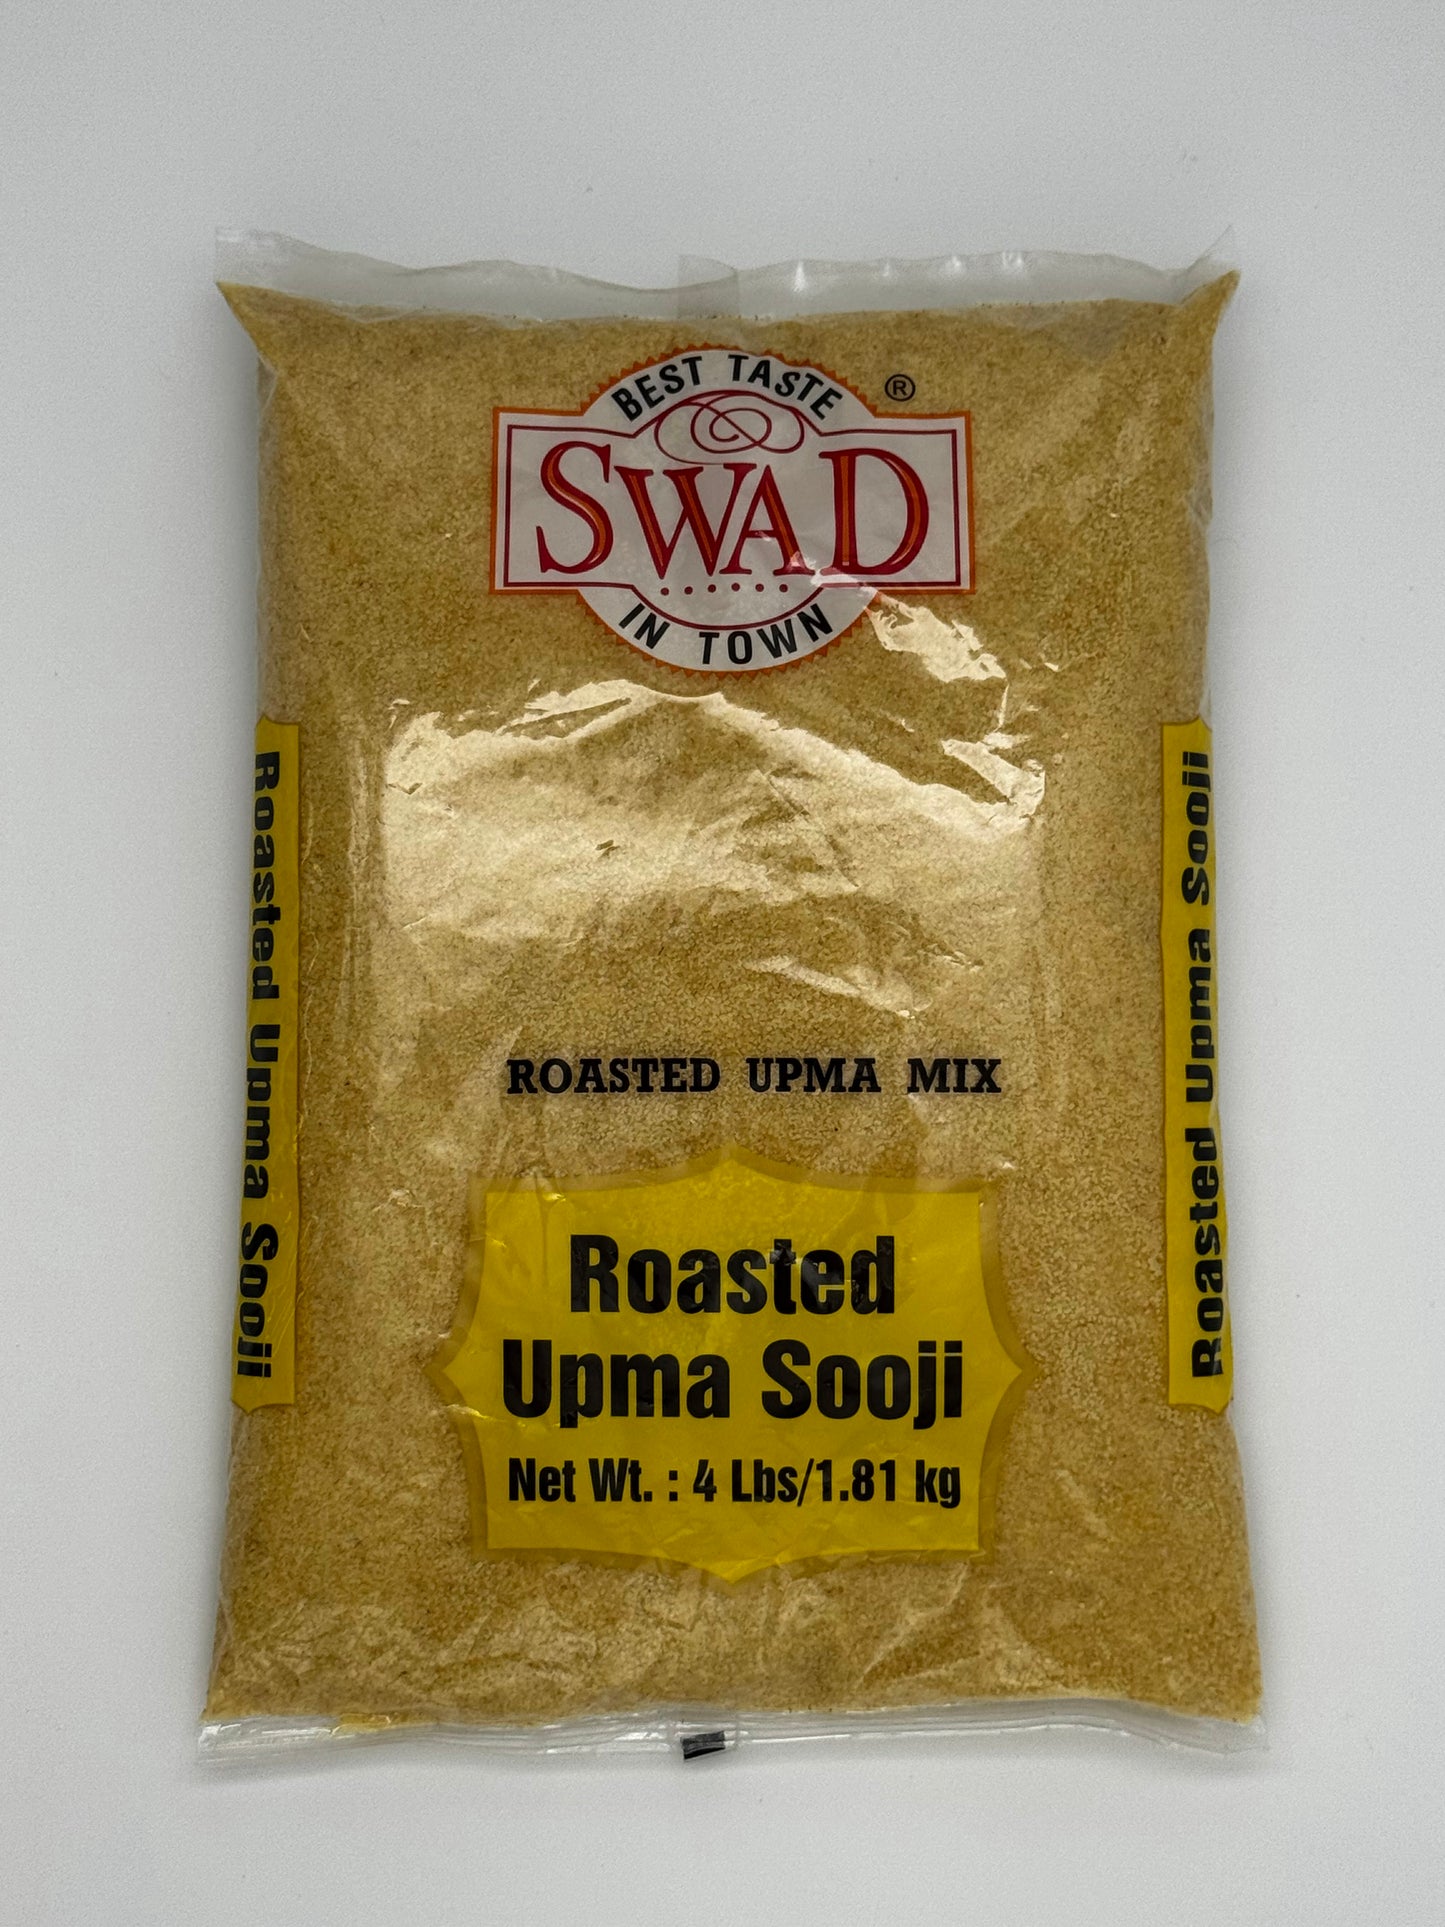 BEST TASTE
®
SWAD
IN TOWN
ROASTED UPMA MIX
Roasted
Upma Sooji
Net Wt. : 4 Lbs/1.81 kg
Roasted Upma Sooji
Roasted Upma Sooji